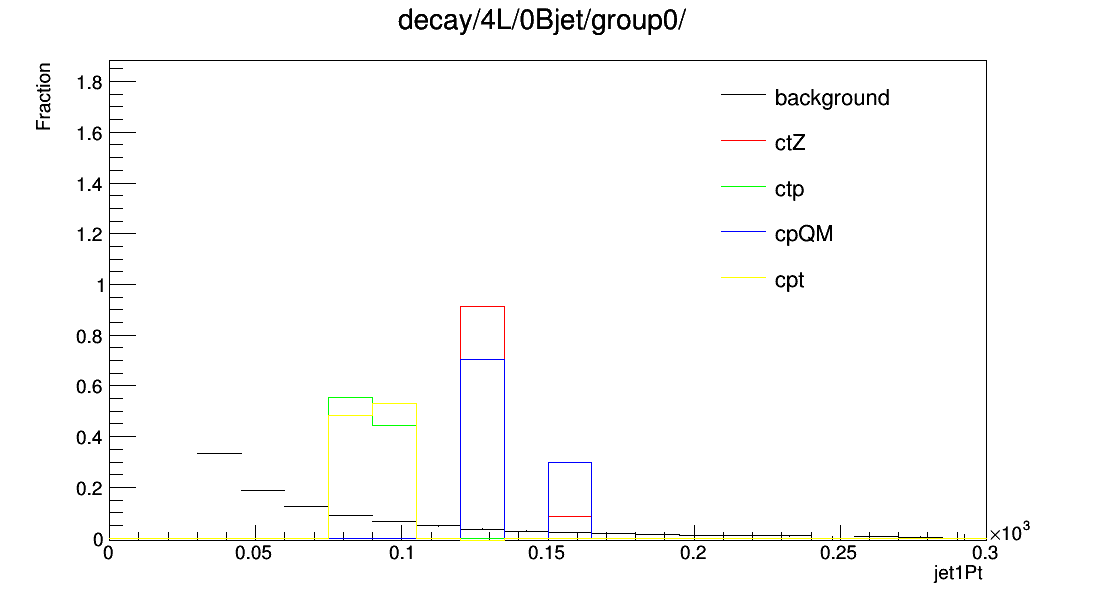 decay/4L/0Bjet/group0/
Fraction
1.8
1.6
1.4
1.2
1
0.8
0.6
0.4
0.2
0
background
ctZ
ctp
cpQM
cpt
0 0.05 0.1 0.15 0.2 0.25 0.3
×10³
jet1Pt